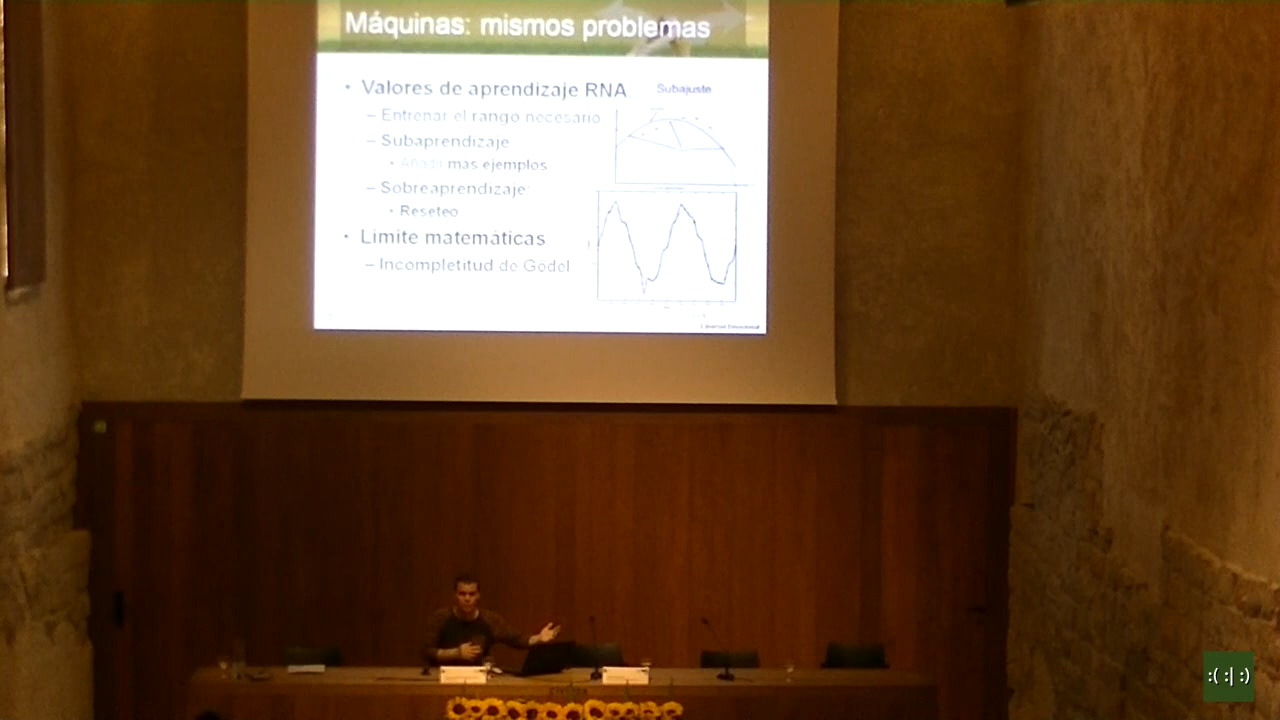 Máquinas: mismos problemas
• Valores de aprendizaje RNA
Subajuste
– Entrenar el rango necesario
– Subaprendizaje
• Añadir mas ejemplos
– Sobreaprendizaje:
• Reseteo
• Limite matemáticas
– Incompletitud de Godel
:( :| :)